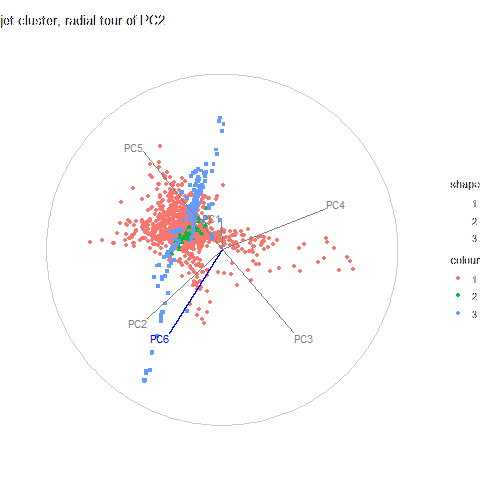 jet cluster, radial tour of PC2
PC5
PC4
PC1
PC2
PC6
PC3
shape
1
2
3
colour
1
2
3